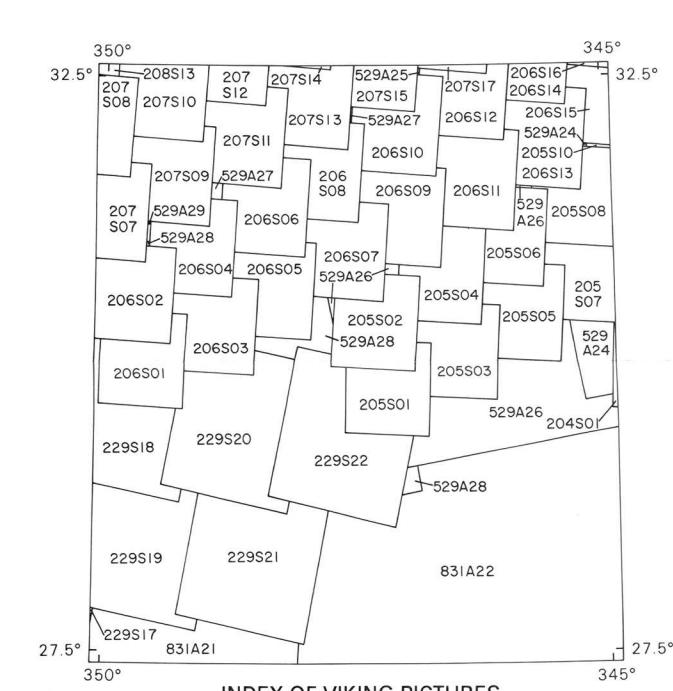 350°
345°
32.5°
32.5°
208S13
207
S12
207S14
529A25
207S17
206S16
206S14
207
S08
207S10
207S15
206S15
207S13
529A27
206S12
529A24
207S11
206S10
205S10
206S13
207S09
529A27
206
S08
206S09
206S11
529
A26
205S08
207
S07
529A29
206S06
529A28
206S04
206S05
206S07
529A26
205S06
206S02
205S04
205
S07
205S02
205S05
529A28
206S03
529
A24
206S01
205S03
205S01
529A26
204S01
229S18
229S20
229S22
529A28
229S19
229S21
831A22
229S17
831A21
27.5°
27.5°
350°
345°
INDEX OF VIKING PICTURES